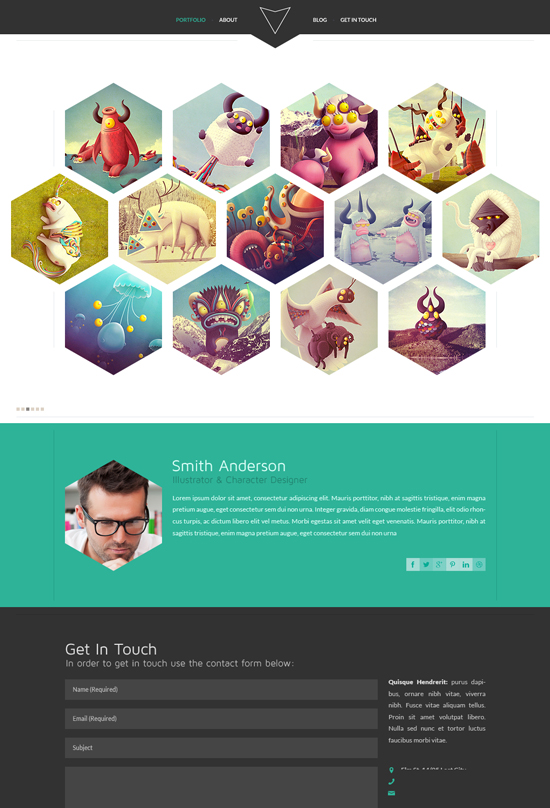 PORTFOLIO ABOUT BLOG GET IN TOUCH
Smith Anderson
Illustrator & Character Designer
Lorem ipsum dolor sit amet, consectetur adipiscing elit. Mauris porttitor, nibh at sagittis tristique, enim magna
pretium augue, eget consectetur sem dui non urna. Integer gravida, diam congue molestie fringilla, elit odio rhon-
cus turpis, ac dictum libero elit vel metus. Morbi egestas sit amet velit eget venenatis. Mauris porttitor, nibh at
sagittis tristique, enim magna pretium augue, eget consectetur sem dui non urna
Get In Touch
In order to get in touch use the contact form below:
Name (Required)
Email (Required)
Subject
Quisque Hendrerit: purus dapi-
bus, ornare nibh vitae, viverra
nibh. Fusce vitae aliquam tellus.
Proin sit amet volutpat libero.
Nulla sed nunc et tortor luctus
faucibus morbi vitae.